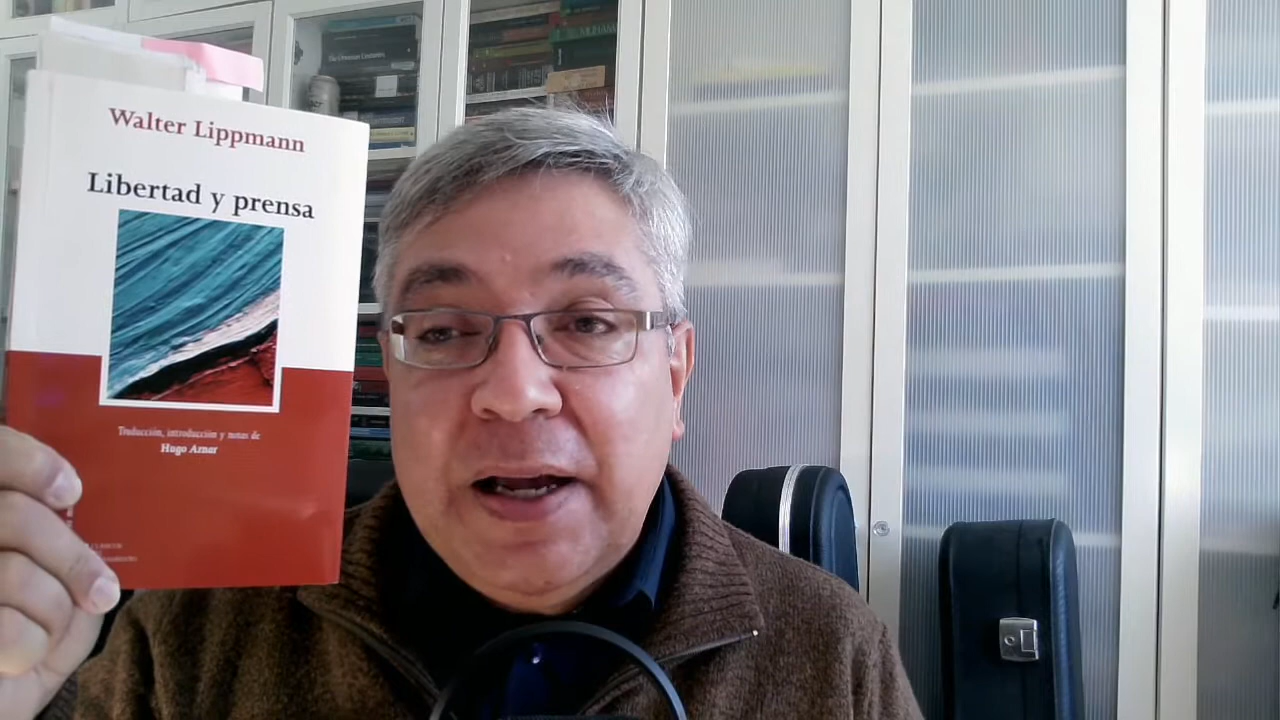 Walter Lippmann
Libertad y prensa
Traducción, introducción y notas de
Hugo Aznar